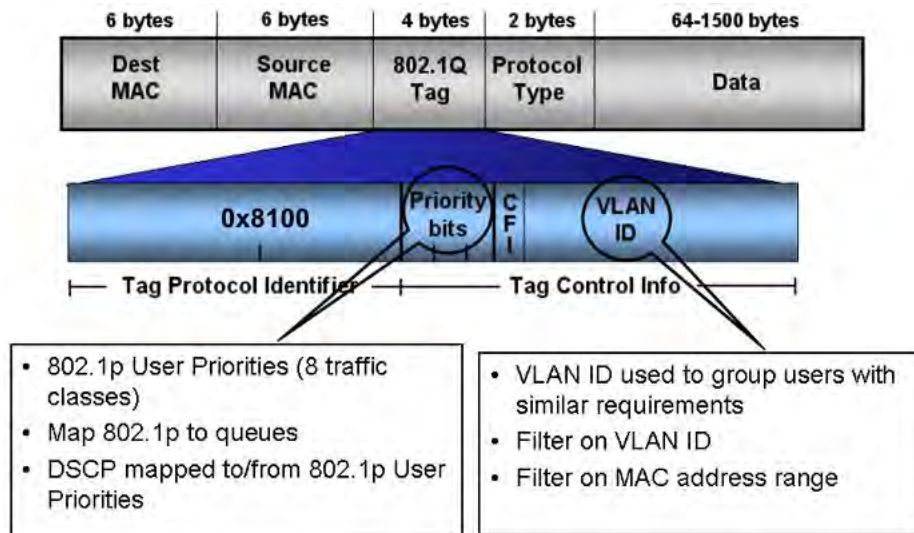 6 bytes 6 bytes 4 bytes 2 bytes 64-1500 bytes
Dest MAC
Source MAC
802.1Q Tag
Protocol Type
Data
0x8100
Priority bits
CFI
VLAN ID
Tag Protocol Identifier
Tag Control Info
• 802.1p User Priorities (8 traffic
classes)
• Map 802.1p to queues
• DSCP mapped to/from 802.1p User
Priorities
• VLAN ID used to group users with
similar requirements
• Filter on VLAN ID
• Filter on MAC address range